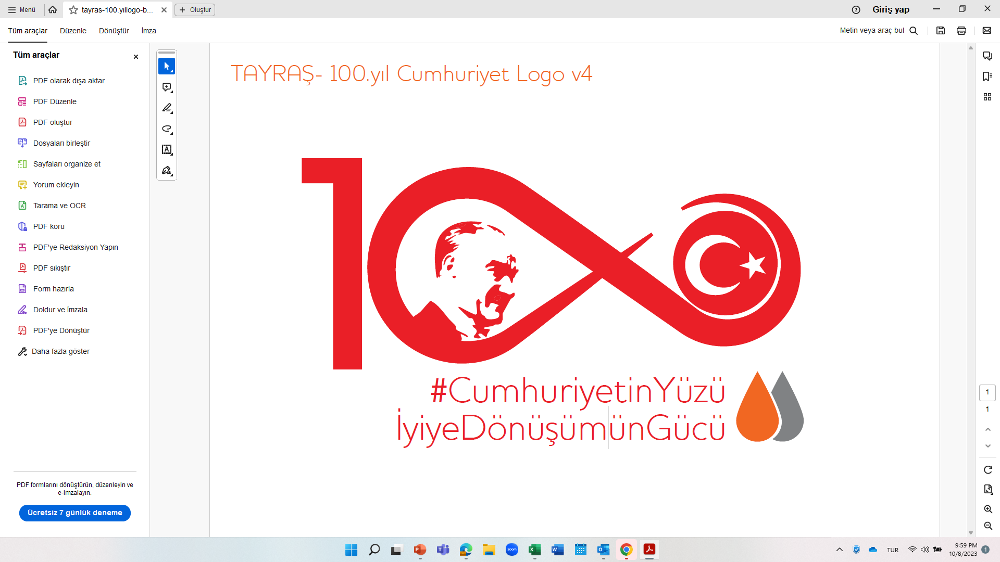 Menü
tayras-100.yıllogo-b...
Oluştur
Giriş yap
Tüm araçlar
Düzenle
Dönüştür
İmza
Metin veya araç bul
Tüm araçlar
PDF olarak dışa aktar
PDF Düzenle
PDF oluştur
Dosyaları birleştir
Sayfaları organize et
Yorum ekleyin
Tarama ve OCR
PDF koru
PDF'ye Redaksiyon Yapın
PDF sıkıştır
Form hazırla
Doldur ve İmzala
PDF'ye Dönüştür
Daha fazla göster
PDF formlarını dönüştürün, düzenleyin ve
e-imzalayın.
Ücretsiz 7 günlük deneme
TAYRAŞ- 100.yıl Cumhuriyet Logo v4
100
#CumhuriyetinYüzü
İyiyeDönüşümünGücü
1
1
zoom
TUR
9:59 PM
10/8/2023
1